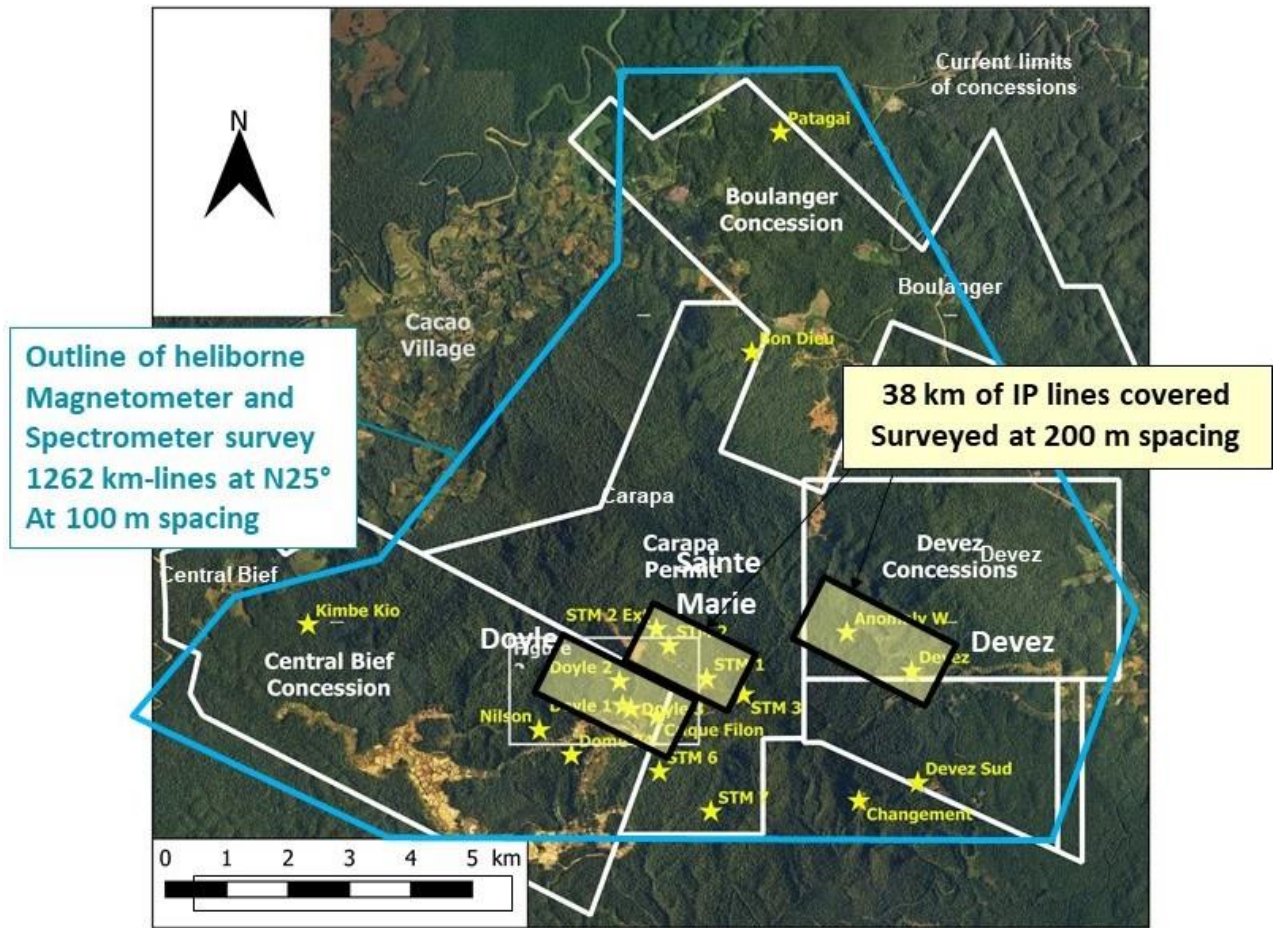 N
Current limits
of concessions
Patagai
Boulanger
Concession
Boulanger
Cacao
Village
Bon Dieu
Outline of heliborne
Magnetometer and
Spectrometer survey
1262 km-lines at N25°
At 100 m spacing
38 km of IP lines covered
Surveyed at 200 m spacing
Carapa
Carapa
Permit
Sainte
Marie
Devez
Concessions
Devez
Central Bief
Kimbe Kio
Central Bief
Concession
STM 2
STM 1
STM 3
Anomaly W
Devez
Devez
Doyle
Doyle 2
Doyle 1
Doyle 3
Nilson
STM 6
STM 7
Devez Sud
Changement
0 1 2 3 4 5 km